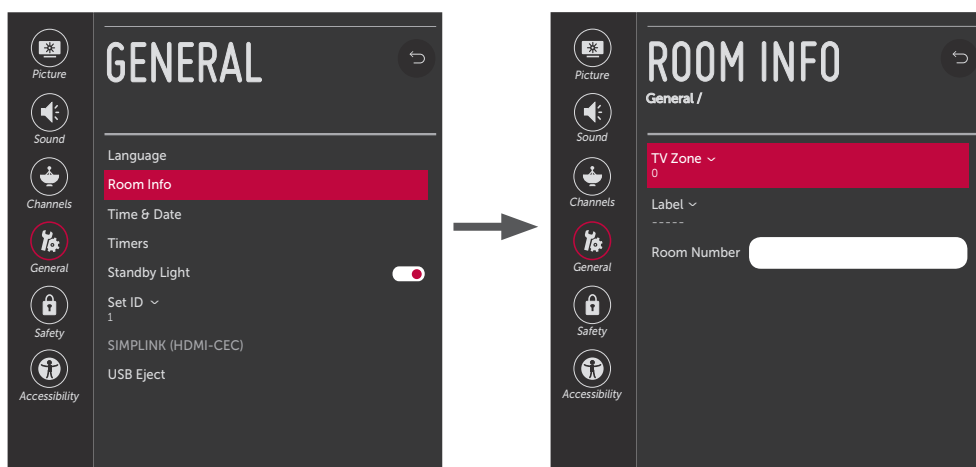 GENERAL
Picture
Sound
Channels
General
Safety
Accessibility
Language
Room Info
Time & Date
Timers
Standby Light
Set ID
1
SIMPLINK (HDMI-CEC)
USB Eject
ROOM INFO
General /
Picture
Sound
Channels
General
Safety
Accessibility
TV Zone
0
Label
-----
Room Number